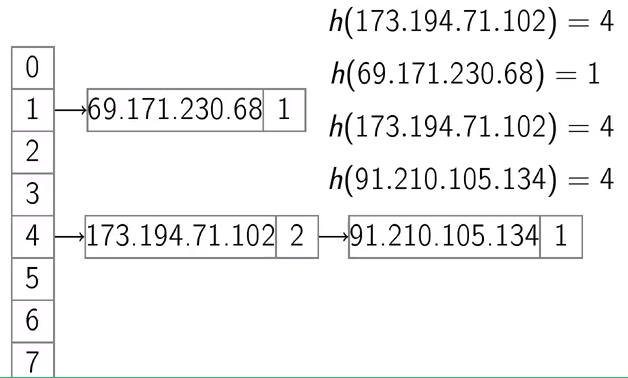 h(173.194.71.102) = 4
0
h(69.171.230.68) = 1
1 69.171.230.68 1
h(173.194.71.102) = 4
2
3
h(91.210.105.134) = 4
4 173.194.71.102 2 91.210.105.134 1
5
6
7